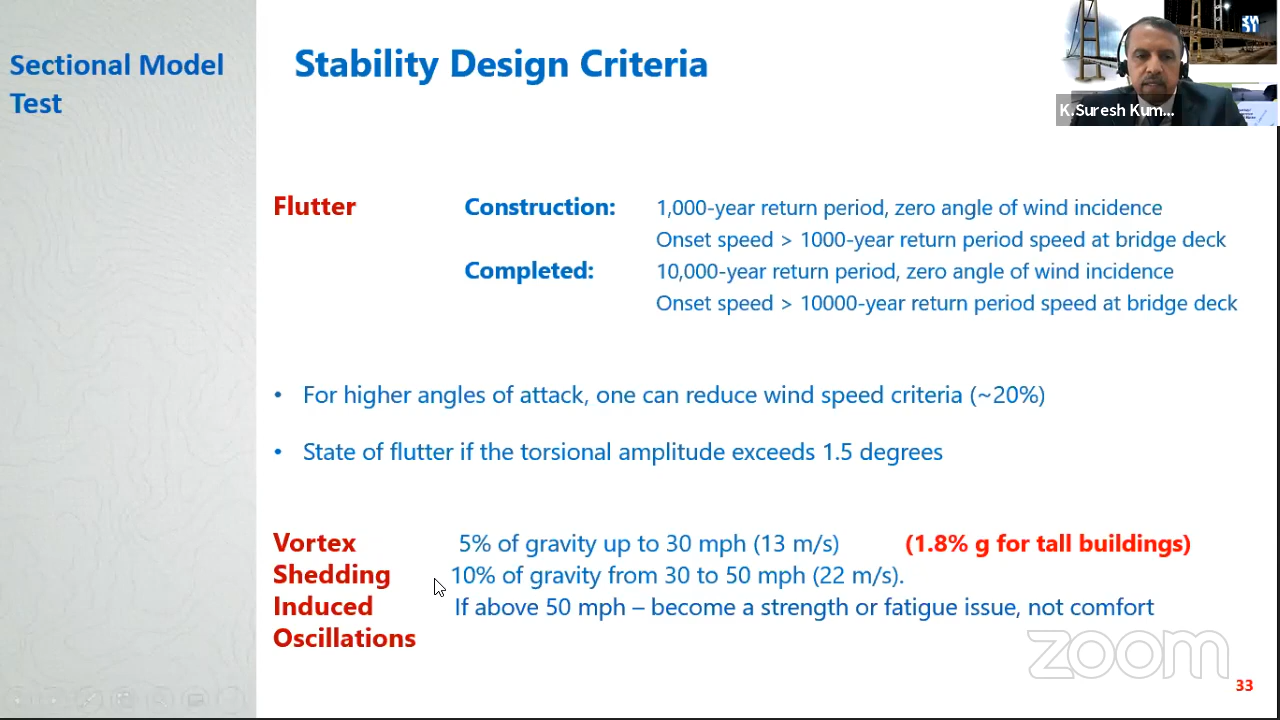 Sectional Model
Test
Stability Design Criteria
K.Suresh Kum...
Flutter
Construction:
1,000-year return period, zero angle of wind incidence
Onset speed > 1000-year return period speed at bridge deck
Completed:
10,000-year return period, zero angle of wind incidence
Onset speed > 10000-year return period speed at bridge deck
• For higher angles of attack, one can reduce wind speed criteria (~20%)
• State of flutter if the torsional amplitude exceeds 1.5 degrees
Vortex
Shedding
Induced
Oscillations
5% of gravity up to 30 mph (13 m/s)
(1.8% g for tall buildings)
10% of gravity from 30 to 50 mph (22 m/s).
If above 50 mph – become a strength or fatigue issue, not comfort
zoom
33